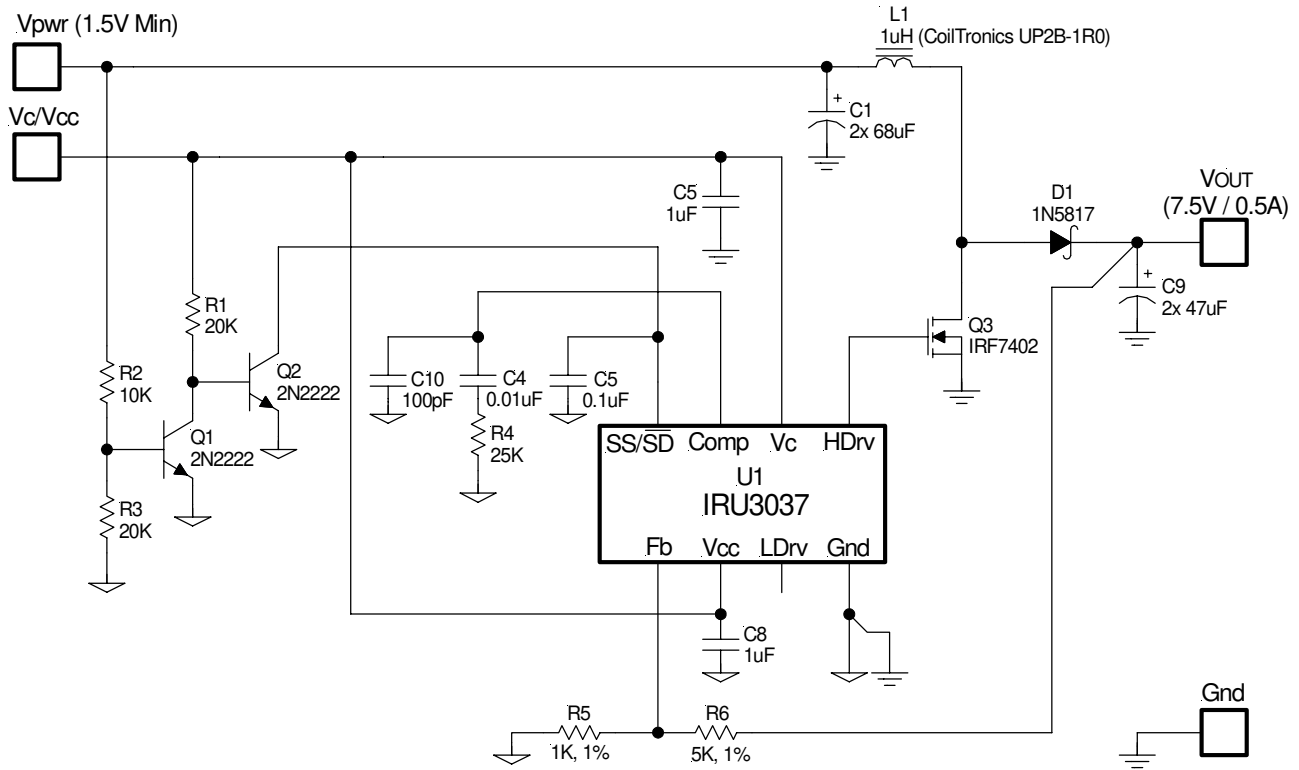 Vpwr (1.5V Min)
L1
1uH (CoilTronics UP2B-1R0)
Vc/Vcc
C1
2x 68uF
C5
1uF
D1
1N5817
VOUT
(7.5V / 0.5A)
R1
20K
C9
2x 47uF
Q3
IRF7402
R2
10K
Q2
2N2222
C10
100pF
C4
0.01uF
C5
0.1uF
R4
25K
Q1
2N2222
R3
20K
SS/SD Comp Vc HDrv
U1
IRU3037
Fb Vcc LDrv Gnd
C8
1uF
R5
1K, 1%
R6
5K, 1%
Gnd